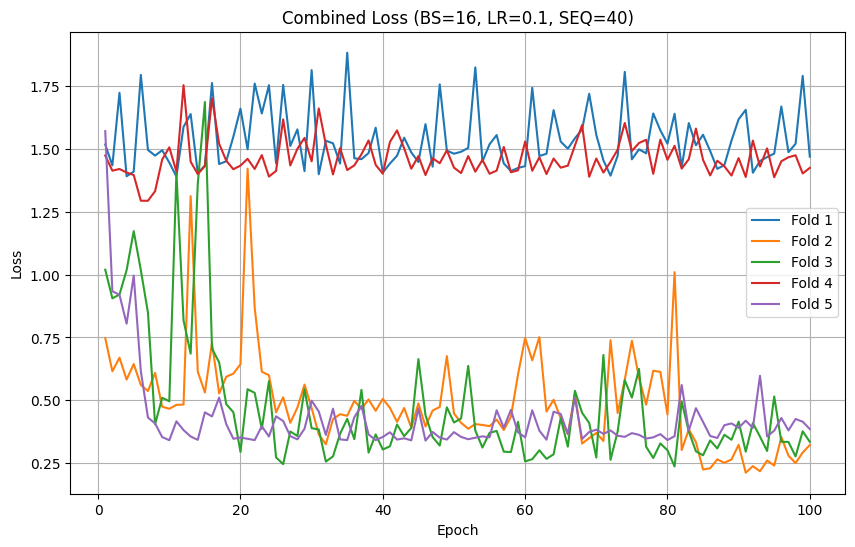 Combined Loss (BS=16, LR=0.1, SEQ=40)
Loss
1.75
1.50
1.25
1.00
0.75
0.50
0.25
Fold 1
Fold 2
Fold 3
Fold 4
Fold 5
0
20
40
60
80
100
Epoch